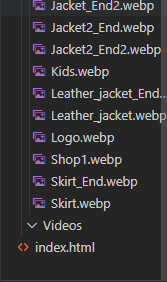 Jacket_End2.webp
Jacket2_End.webp
Jacket2_End2.webp
Kids.webp
Leather_jacket_End...
Leather_jacket.webp
Logo.webp
Shop1.webp
Skirt_End.webp
Skirt.webp
Videos
index.html